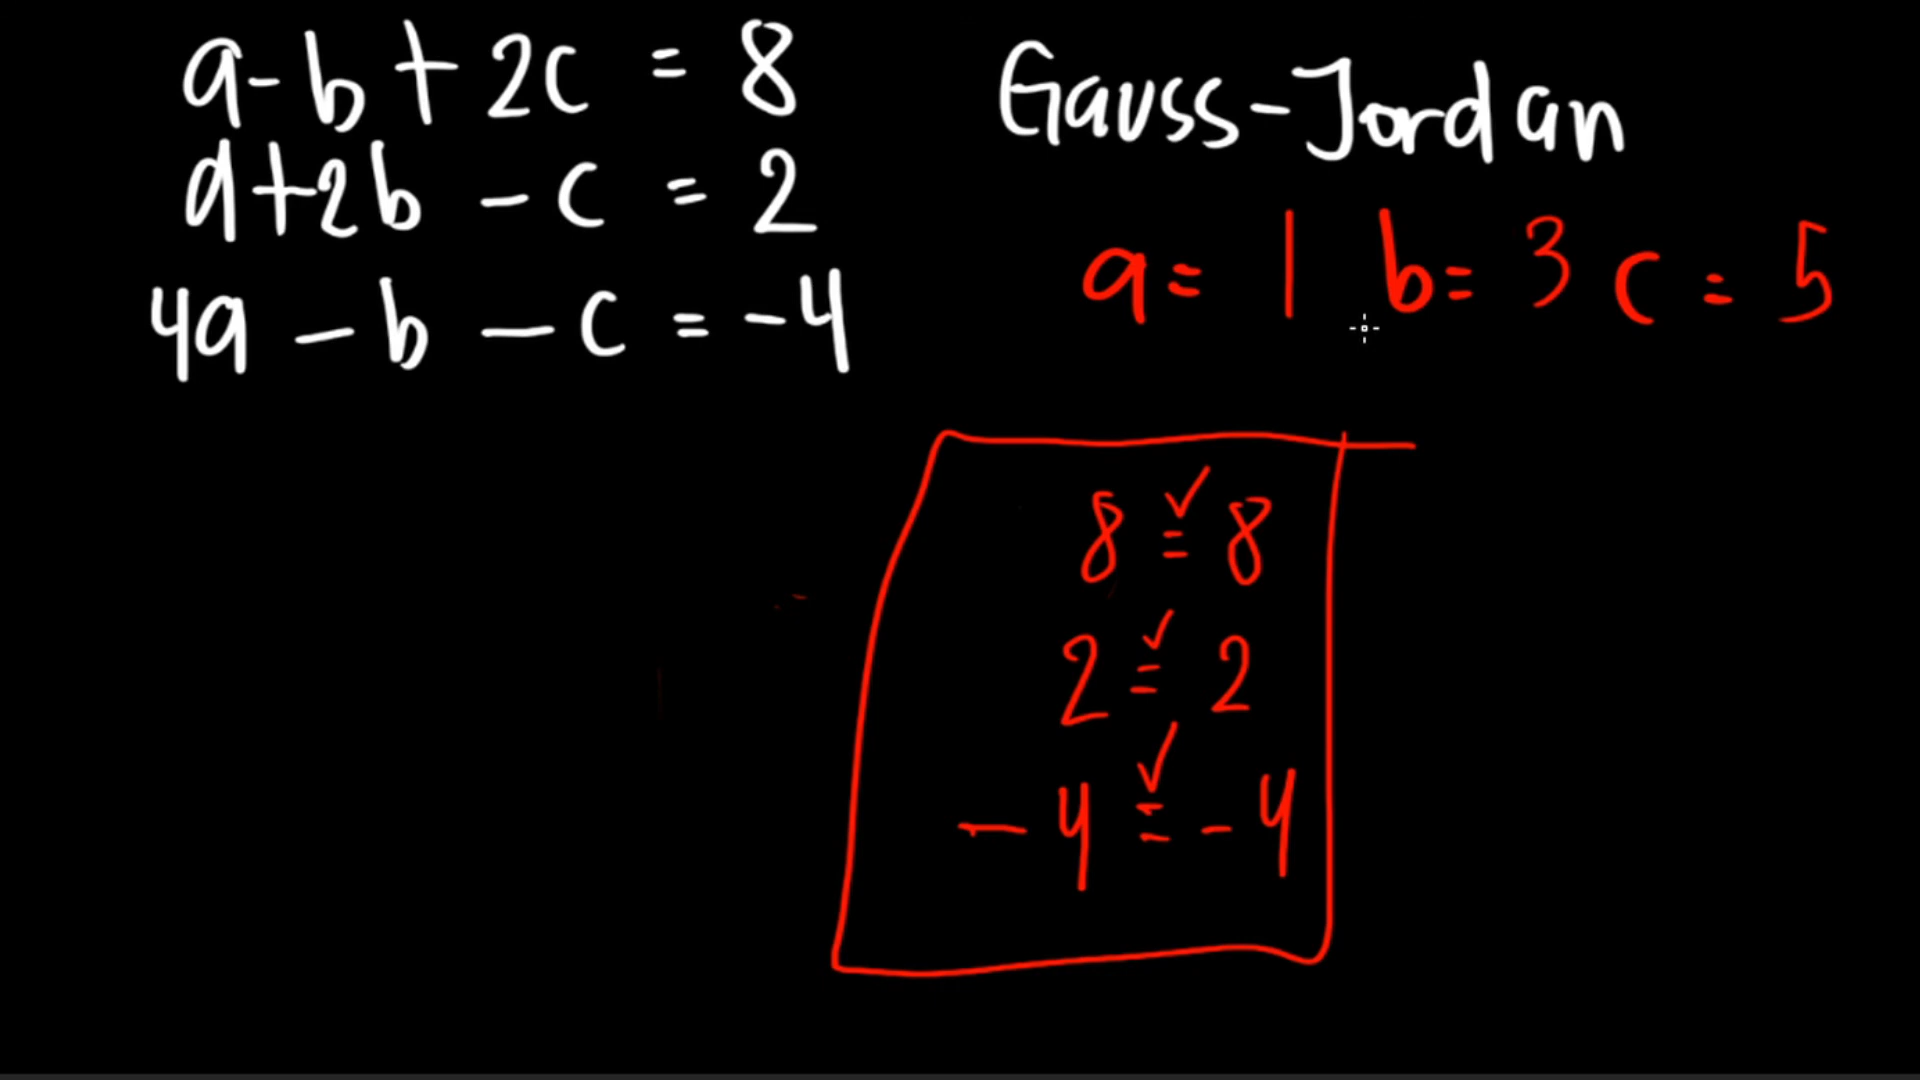 a - b + 2c = 8
a + 2b - c = 2
4a - b - c = -4
Gauss-Jordan
a = 1 b = 3 c = 5
8 = 8 ✓
2 = 2 ✓
-4 = -4 ✓